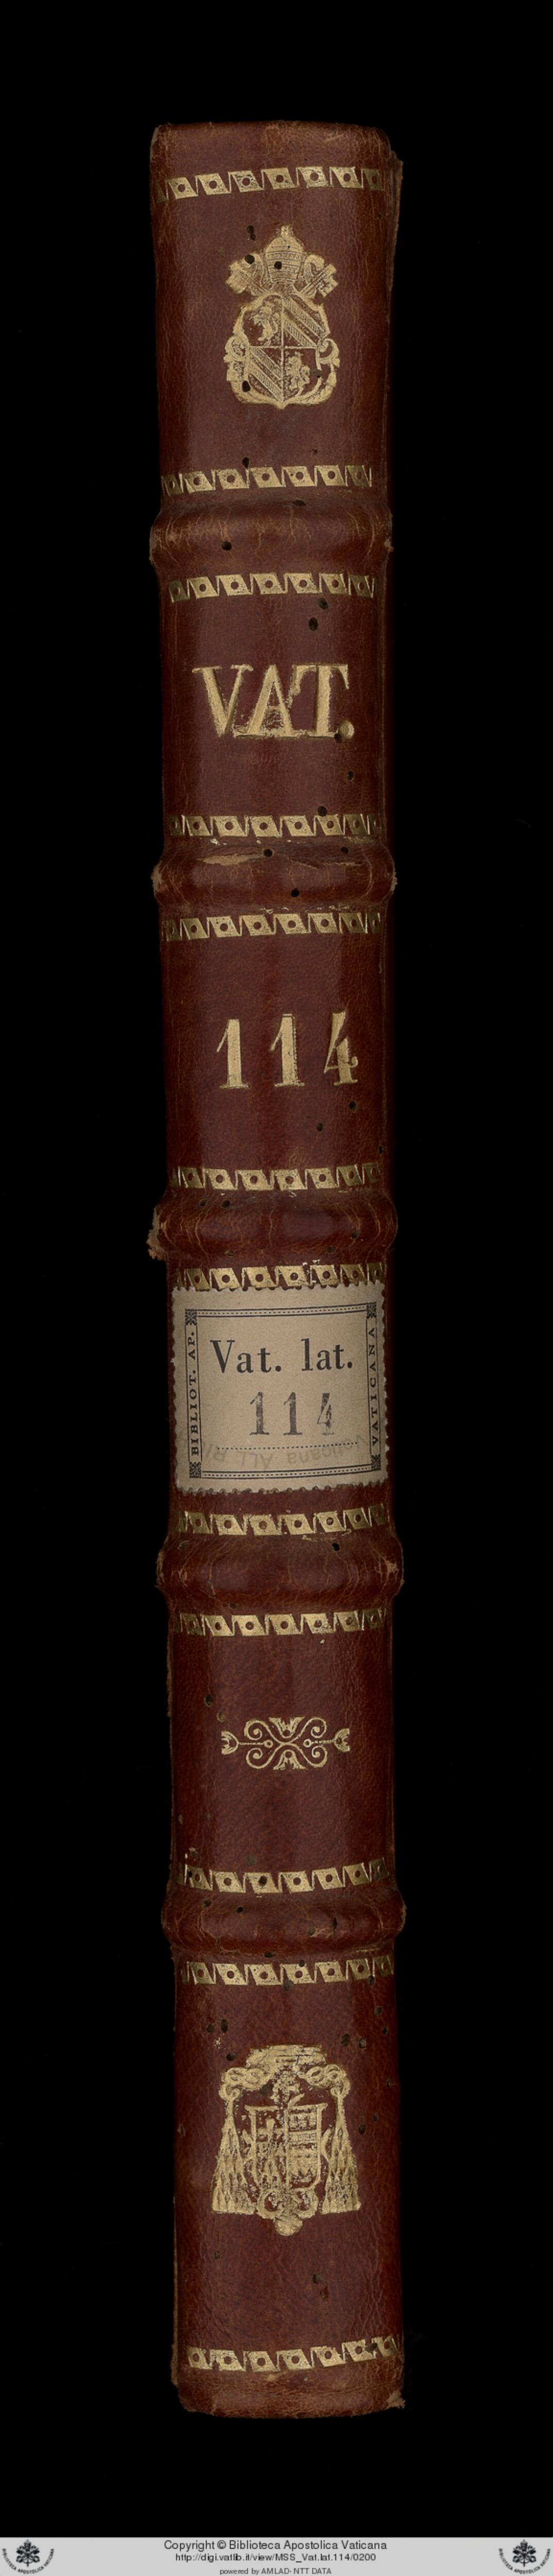 VAT.
114
BIBLIOT. AP.
Vat. lat.
114
VATICANA
Copyright © Biblioteca Apostolica Vaticana
http://digi.vatlib.it/view/MSS_Vat.lat.114/0200
powered by AMLAD-NTT DATA